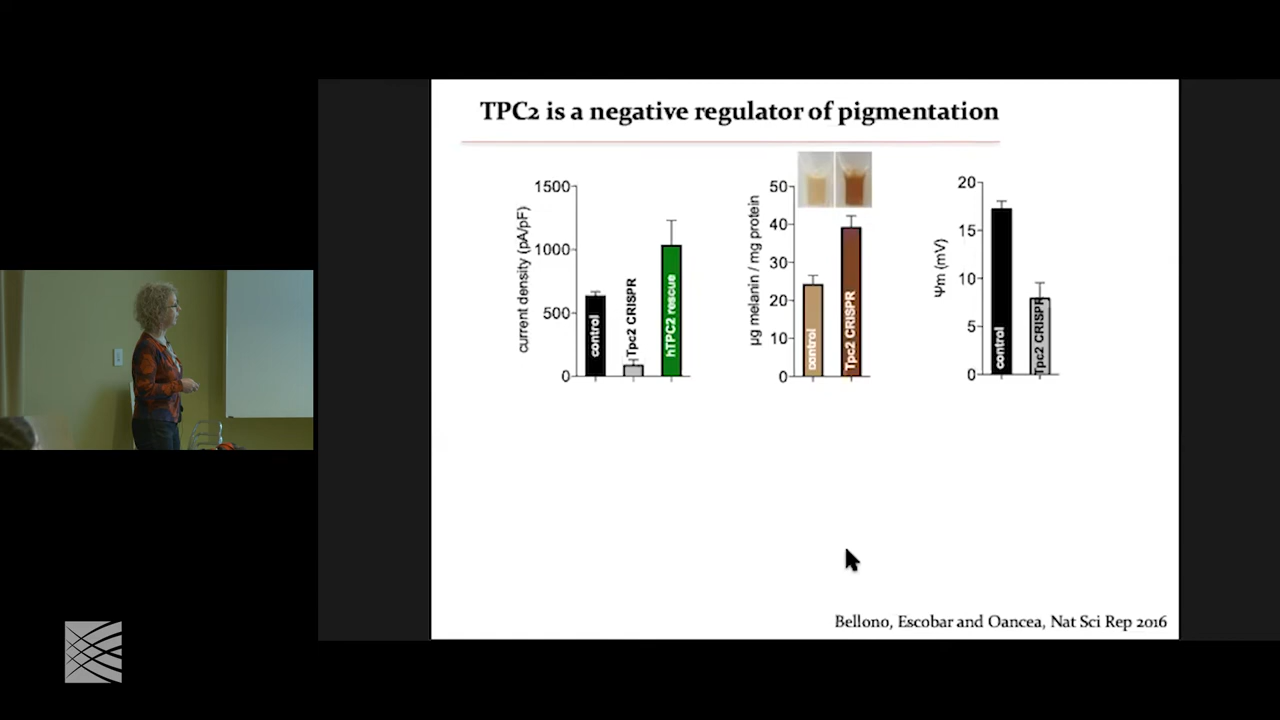 TPC2 is a negative regulator of pigmentation
current density (pA/pF)
1500
1000
500
0
control
Tpc2 CRISPR
hTPC2 rescue
µg melanin / mg protein
50
40
30
20
10
0
control
Tpc2 CRISPR
Ψm (mV)
20
15
10
5
0
control
Tpc2 CRISPR
Bellono, Escobar and Oancea, Nat Sci Rep 2016